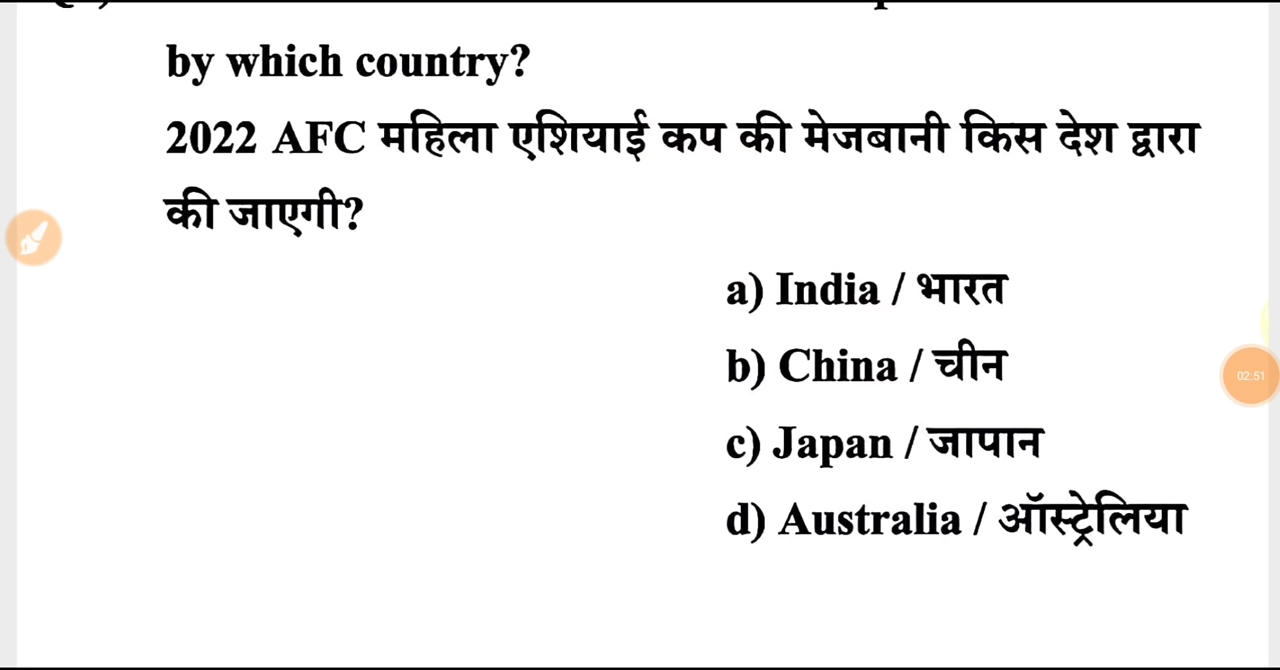 by which country?
2022 AFC महिला एशियाई कप की मेजबानी किस देश द्वारा
की जाएगी?
a) India / भारत
b) China / चीन
c) Japan / जापान
d) Australia / ऑस्ट्रेलिया
02:51